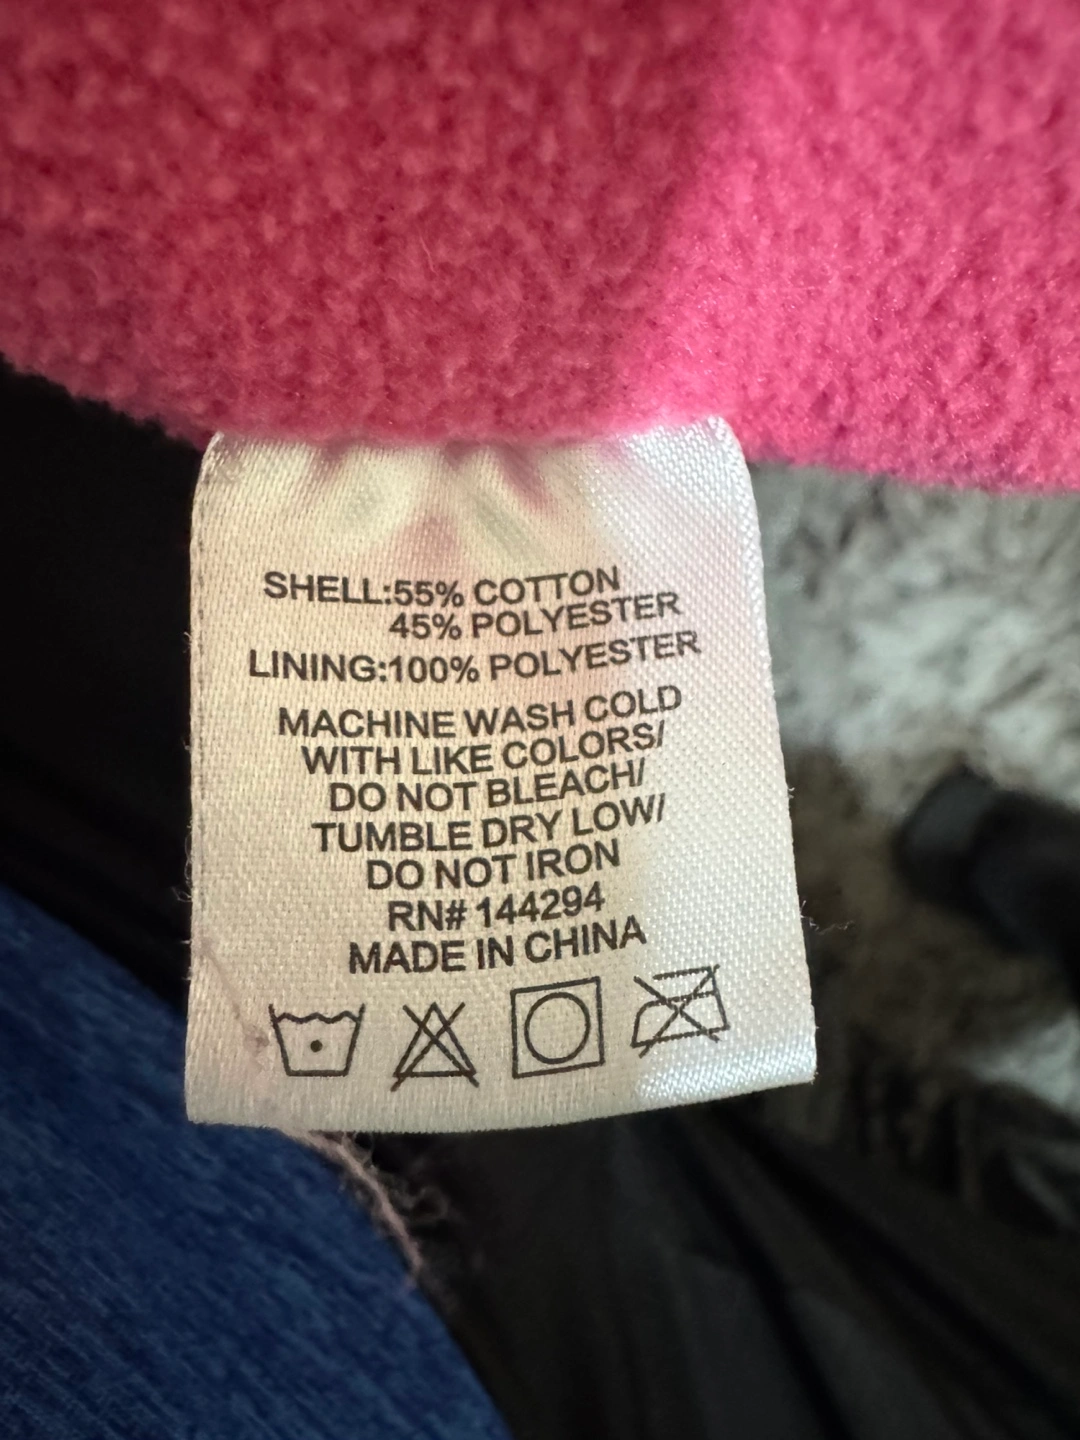 SHELL:55% COTTON
45% POLYESTER
LINING:100% POLYESTER
MACHINE WASH COLD
WITH LIKE COLORS/
DO NOT BLEACH/
TUMBLE DRY LOW/
DO NOT IRON
RN# 144294
MADE IN CHINA